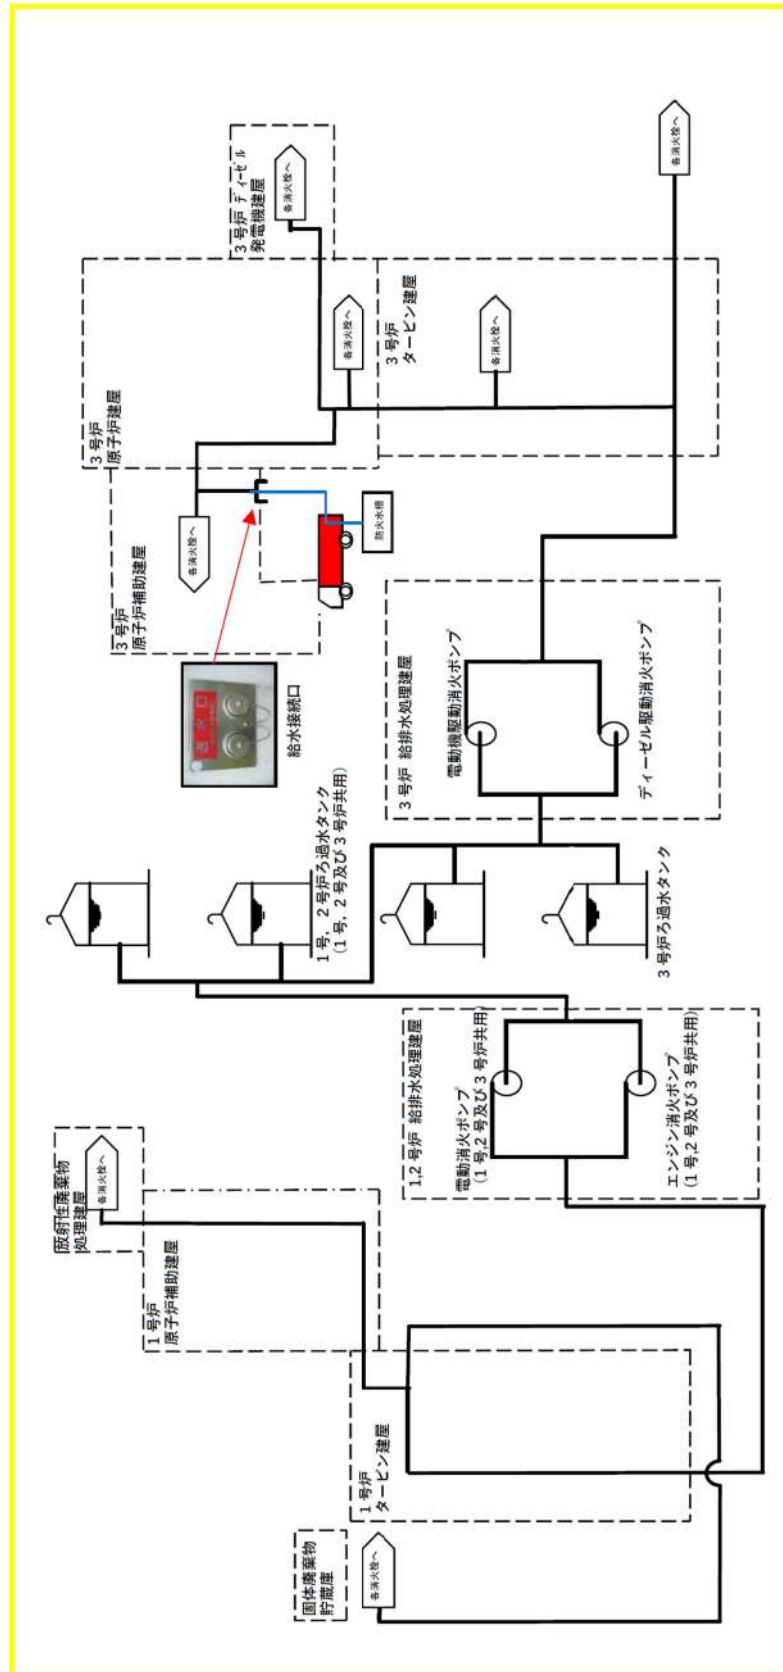 固体廃棄物
貯蔵庫
各消火栓へ
1号炉
タービン建屋
放射性廃棄物
処理建屋
各消火栓へ
1号炉
原子炉補助建屋
1,2号炉 給排水処理建屋
電動消火ポンプ
(1号,2号及び3号炉共用)
エンジン消火ポンプ
(1号,2号及び3号炉共用)
1号, 2号炉ろ過水タンク
(1号, 2号及び3号炉共用)
3号炉ろ過水タンク
3号炉 給排水処理建屋
電動機駆動消火ポンプ
ディーゼル駆動消火ポンプ
送水口
給水接続口
3号炉
原子炉補助建屋
各消火栓へ
防火水槽
3号炉
原子炉建屋
各消火栓へ
3号炉
タービン建屋
各消火栓へ
3号炉 ディーゼル
発電機建屋
各消火栓へ
各消火栓へ